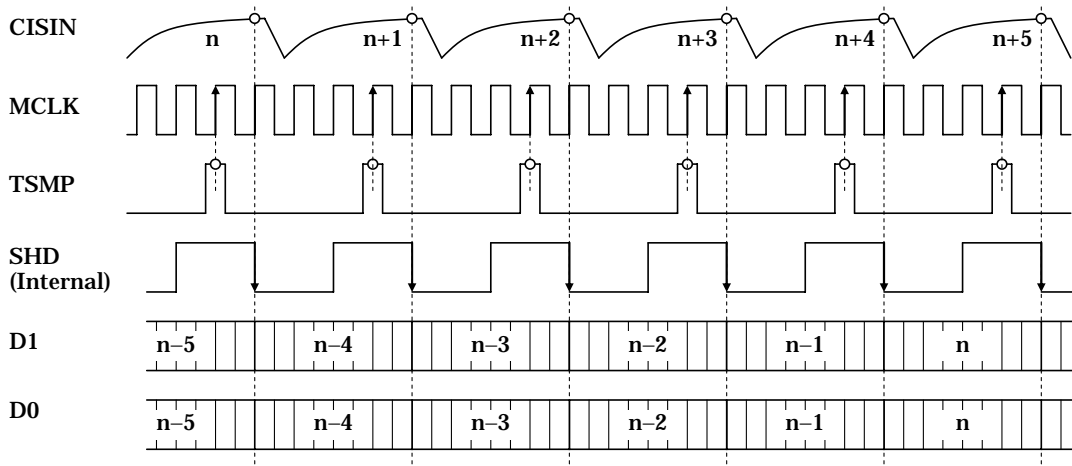 CISIN
n n+1 n+2 n+3 n+4 n+5
MCLK
TSMP
SHD
(Internal)
D1
n−5 n−4 n−3 n−2 n−1 n
D0
n−5 n−4 n−3 n−2 n−1 n